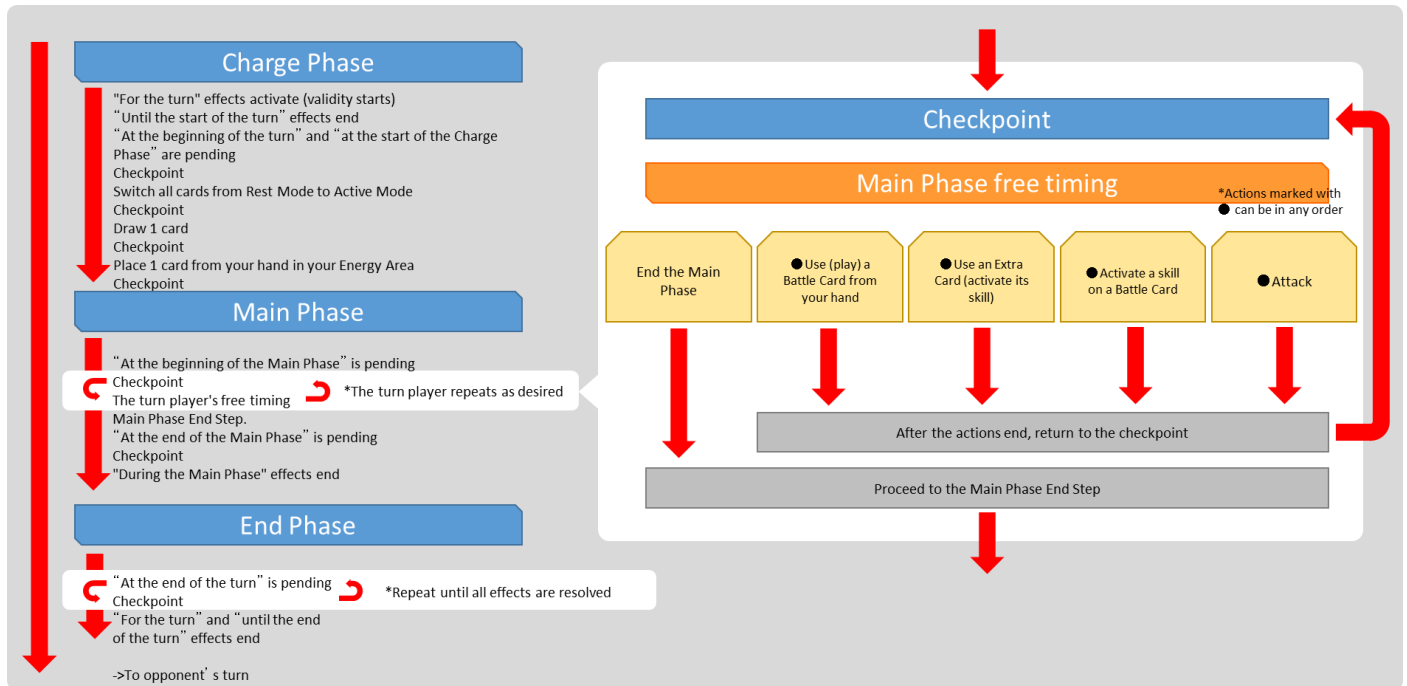 Charge Phase
"For the turn" effects activate (validity starts)
“Until the start of the turn” effects end
“At the beginning of the turn” and “at the start of the Charge
Phase” are pending
Checkpoint
Switch all cards from Rest Mode to Active Mode
Checkpoint
Draw 1 card
Checkpoint
Place 1 card from your hand in your Energy Area
Checkpoint
Main Phase
“At the beginning of the Main Phase” is pending
Checkpoint
The turn player's free timing
*The turn player repeats as desired
Main Phase End Step.
“At the end of the Main Phase” is pending
Checkpoint
"During the Main Phase" effects end
End Phase
“At the end of the turn” is pending
Checkpoint
*Repeat until all effects are resolved
“For the turn” and “until the end
of the turn” effects end
->To opponent’ s turn
Checkpoint
Main Phase free timing
*Actions marked with
● can be in any order
End the Main
Phase
●Use (play) a
Battle Card from
your hand
●Use an Extra
Card (activate its
skill)
●Activate a skill
on a Battle Card
●Attack
After the actions end, return to the checkpoint
Proceed to the Main Phase End Step